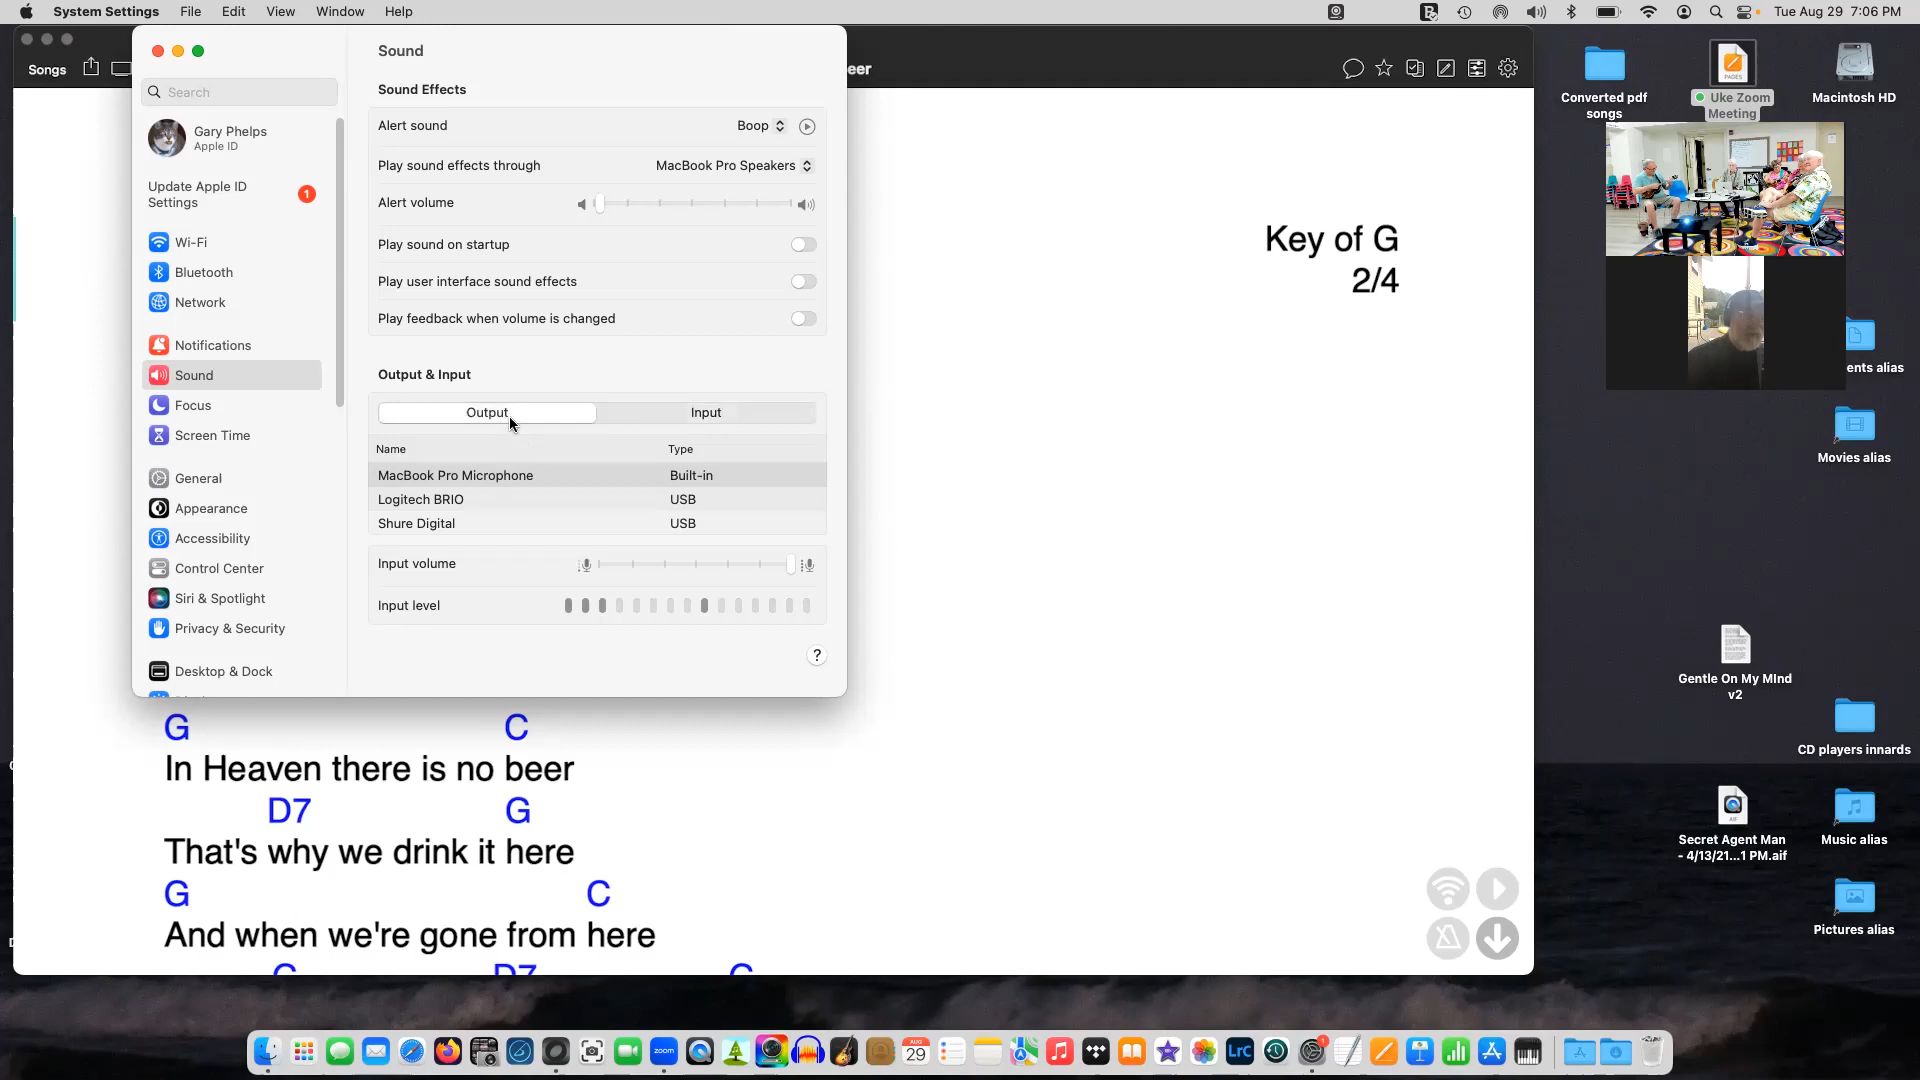 System Settings File Edit View Window Help
Tue Aug 29 7:06 PM
Songs
eer
Sound
Search
Gary Phelps
Apple ID
Update Apple ID
Settings
1
Wi-Fi
Bluetooth
Network
Notifications
Sound
Focus
Screen Time
General
Appearance
Accessibility
Control Center
Siri & Spotlight
Privacy & Security
Desktop & Dock
Sound Effects
Alert sound Boop
Play sound effects through MacBook Pro Speakers
Alert volume
Play sound on startup
Play user interface sound effects
Play feedback when volume is changed
Output & Input
Output Input
Name Type
MacBook Pro Microphone Built-in
Logitech BRIO USB
Shure Digital USB
Input volume
Input level
?
Key of G
2/4
G C
In Heaven there is no beer
D7 G
That's why we drink it here
G C
And when we're gone from here
G D7 G
Converted pdf
songs
PAGES
Uke Zoom
Meeting
Macintosh HD
ents alias
Movies alias
Gentle On My MInd
v2
CD players innards
AIF
Secret Agent Man
- 4/13/21...1 PM.aif
Music alias
Pictures alias
zoom
AUG
29
LrC
1